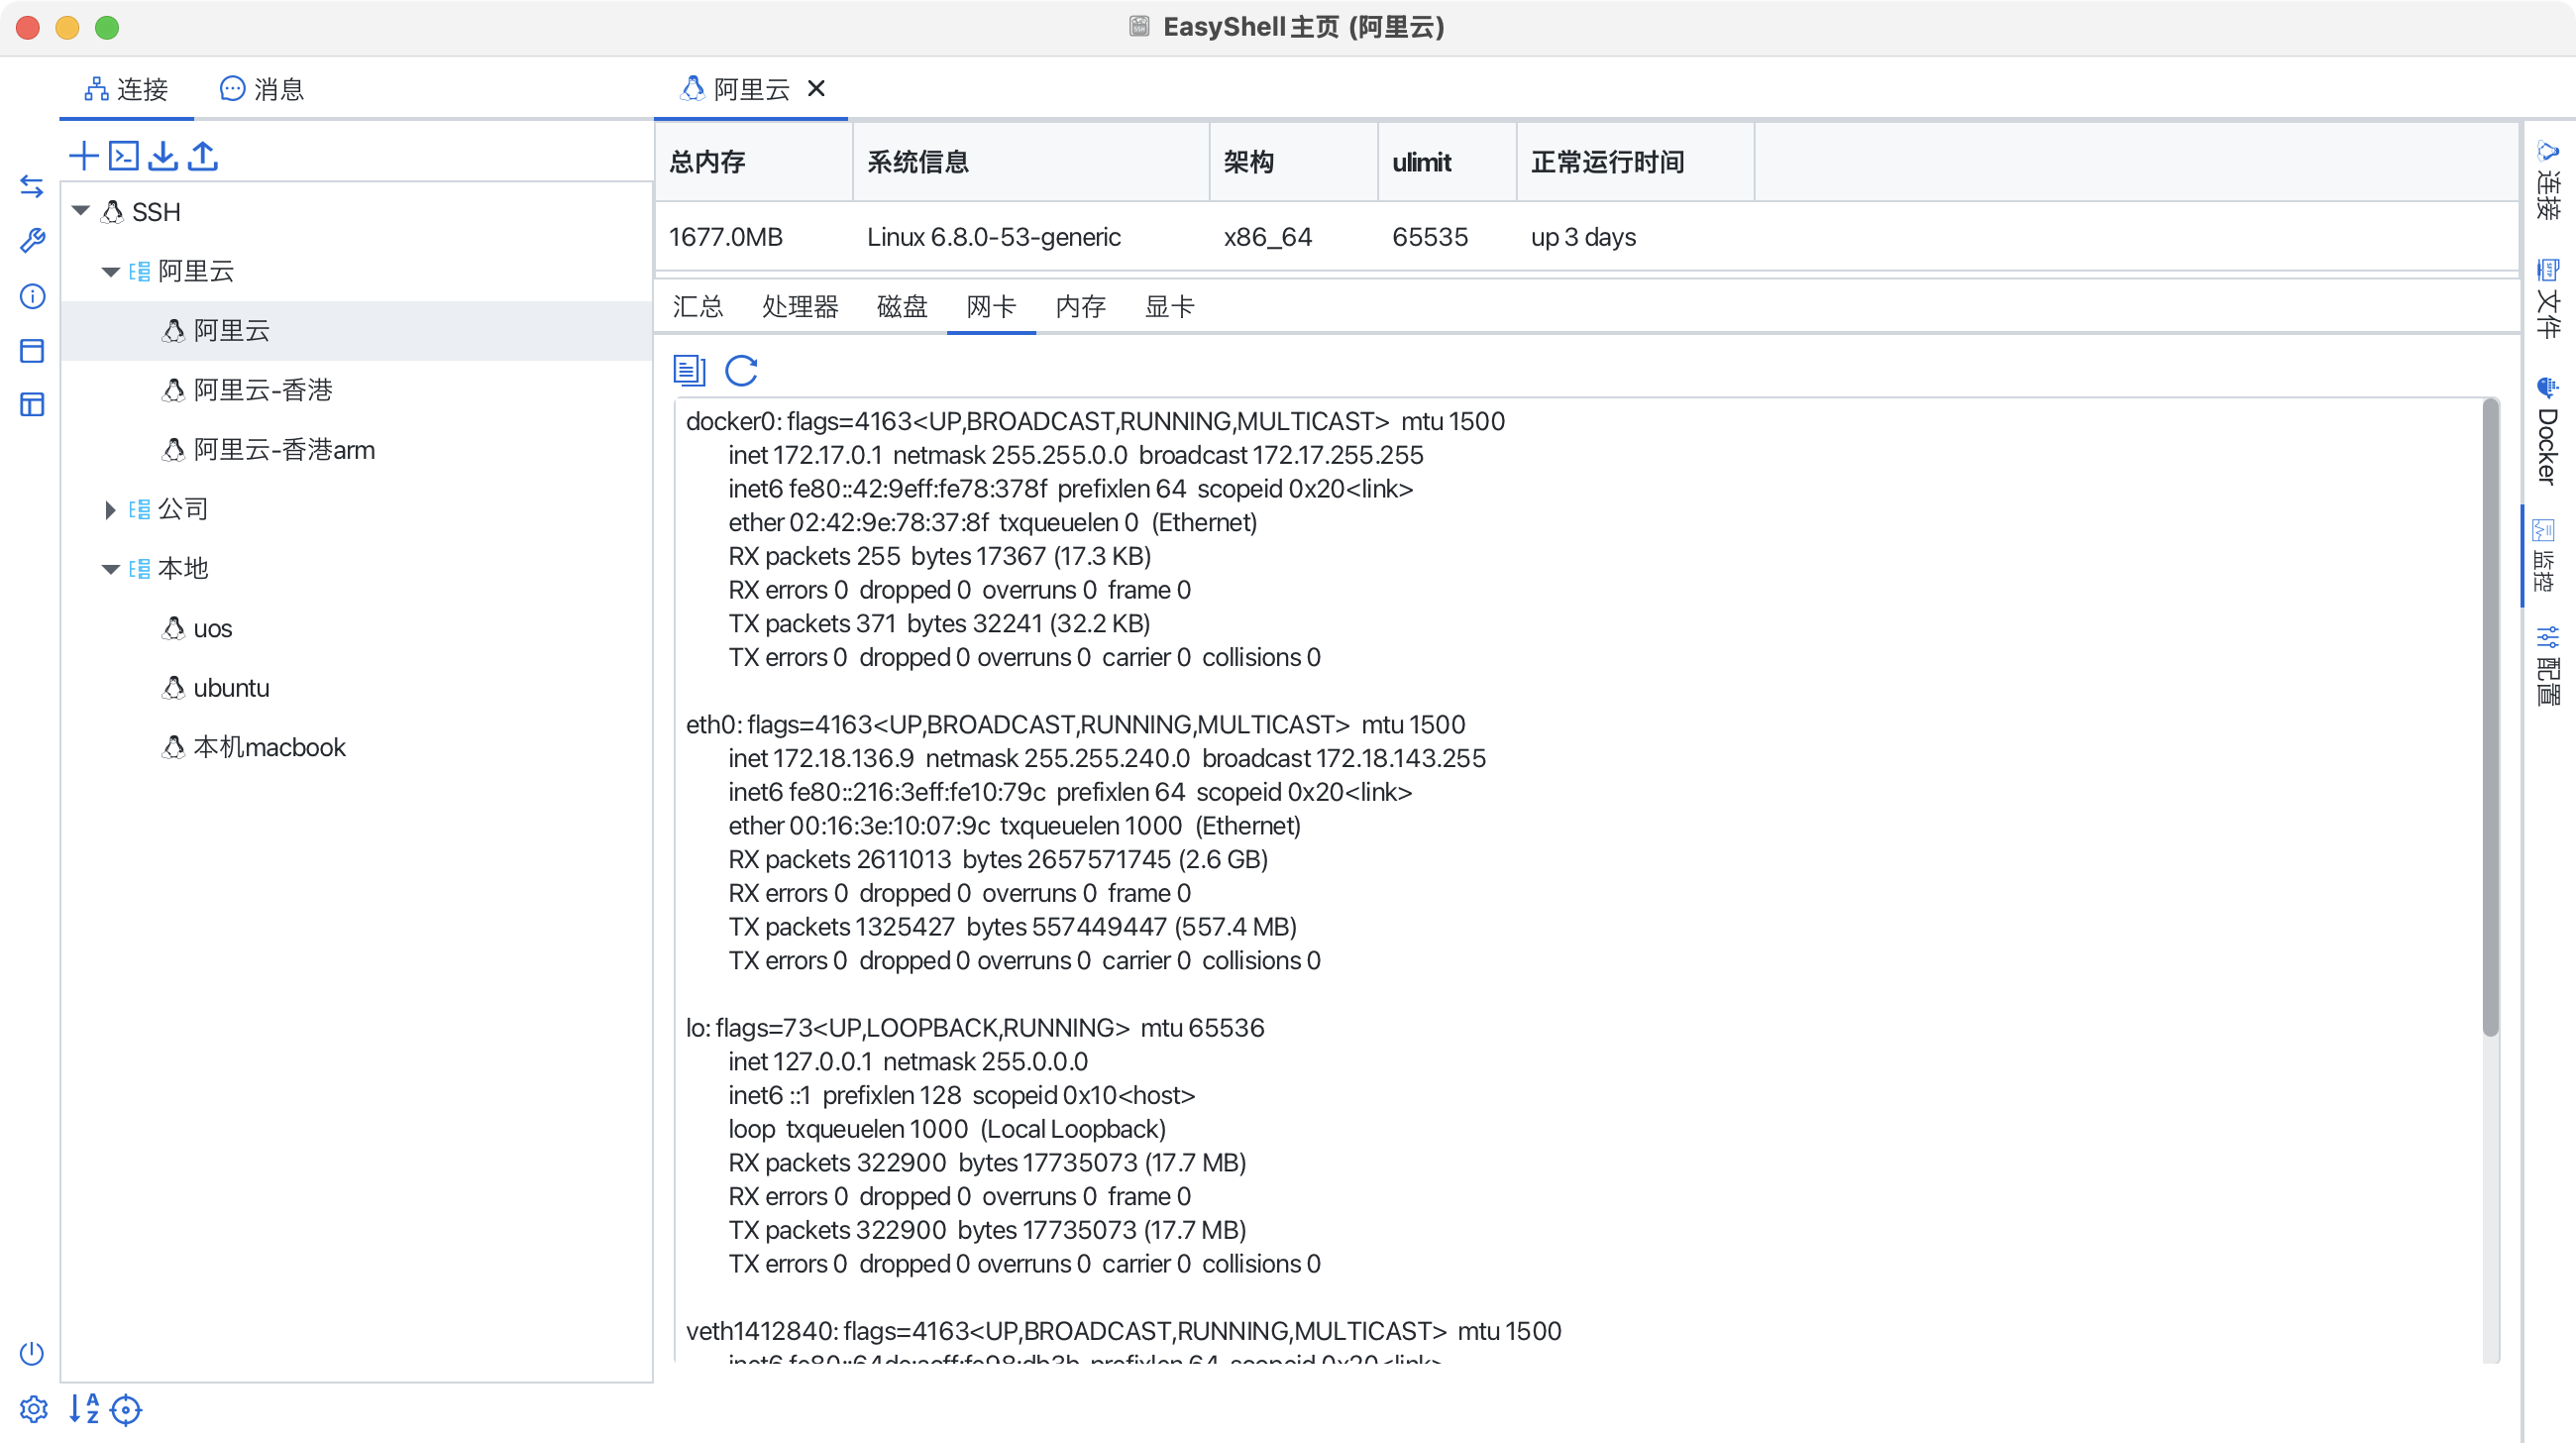 EasyShell主页 (阿里云)
连接 消息
阿里云
SSH
阿里云
阿里云
阿里云-香港
阿里云-香港arm
公司
本地
uos
ubuntu
本机macbook
总内存 系统信息 架构 ulimit 正常运行时间
1677.0MB Linux 6.8.0-53-generic x86_64 65535 up 3 days
汇总 处理器 磁盘 网卡 内存 显卡
docker0: flags=4163<UP,BROADCAST,RUNNING,MULTICAST>  mtu 1500
inet 172.17.0.1  netmask 255.255.0.0  broadcast 172.17.255.255
inet6 fe80::42:9eff:fe78:378f  prefixlen 64  scopeid 0x20<link>
ether 02:42:9e:78:37:8f  txqueuelen 0  (Ethernet)
RX packets 255  bytes 17367 (17.3 KB)
RX errors 0  dropped 0  overruns 0  frame 0
TX packets 371  bytes 32241 (32.2 KB)
TX errors 0  dropped 0 overruns 0  carrier 0  collisions 0
eth0: flags=4163<UP,BROADCAST,RUNNING,MULTICAST>  mtu 1500
inet 172.18.136.9  netmask 255.255.240.0  broadcast 172.18.143.255
inet6 fe80::216:3eff:fe10:79c  prefixlen 64  scopeid 0x20<link>
ether 00:16:3e:10:07:9c  txqueuelen 1000  (Ethernet)
RX packets 2611013  bytes 2657571745 (2.6 GB)
RX errors 0  dropped 0  overruns 0  frame 0
TX packets 1325427  bytes 557449447 (557.4 MB)
TX errors 0  dropped 0 overruns 0  carrier 0  collisions 0
lo: flags=73<UP,LOOPBACK,RUNNING>  mtu 65536
inet 127.0.0.1  netmask 255.0.0.0
inet6 ::1  prefixlen 128  scopeid 0x10<host>
loop  txqueuelen 1000  (Local Loopback)
RX packets 322900  bytes 17735073 (17.7 MB)
RX errors 0  dropped 0  overruns 0  frame 0
TX packets 322900  bytes 17735073 (17.7 MB)
TX errors 0  dropped 0 overruns 0  carrier 0  collisions 0
veth1412840: flags=4163<UP,BROADCAST,RUNNING,MULTICAST>  mtu 1500
连接
文件
Docker
监控
配置